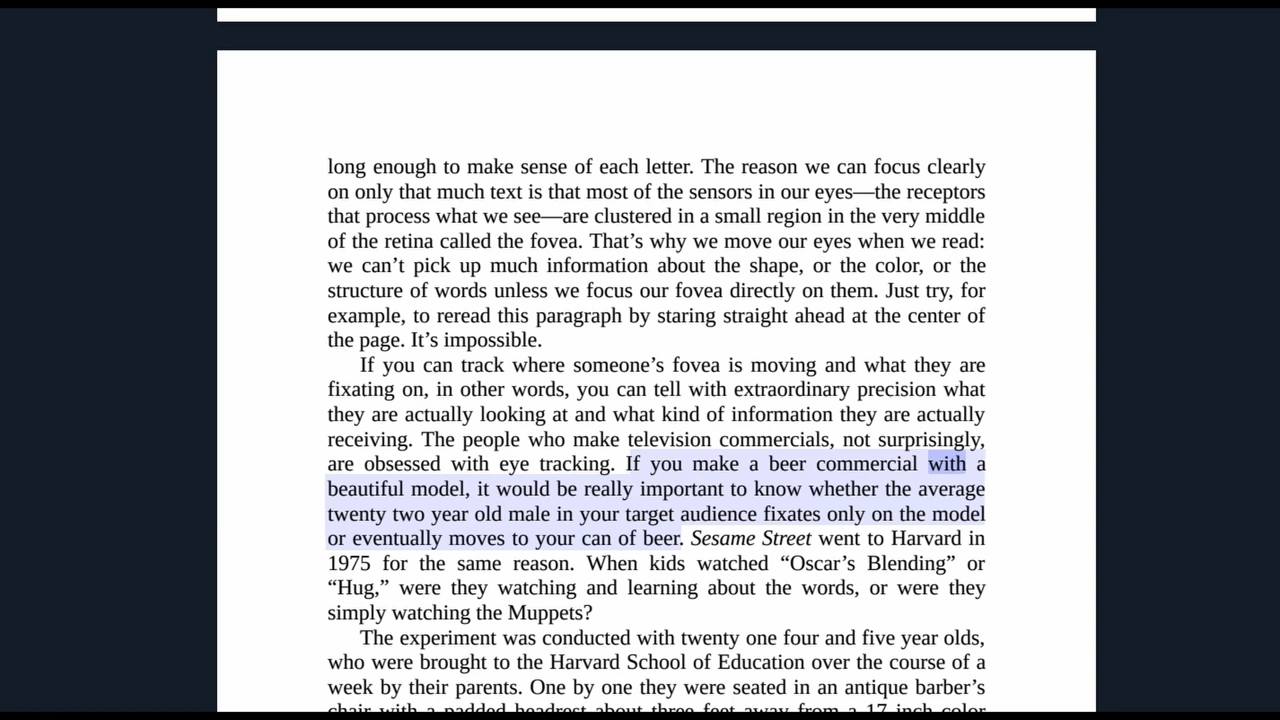 long enough to make sense of each letter. The reason we can focus clearly
on only that much text is that most of the sensors in our eyes—the receptors
that process what we see—are clustered in a small region in the very middle
of the retina called the fovea. That’s why we move our eyes when we read:
we can’t pick up much information about the shape, or the color, or the
structure of words unless we focus our fovea directly on them. Just try, for
example, to reread this paragraph by staring straight ahead at the center of
the page. It’s impossible.
If you can track where someone’s fovea is moving and what they are
fixating on, in other words, you can tell with extraordinary precision what
they are actually looking at and what kind of information they are actually
receiving. The people who make television commercials, not surprisingly,
are obsessed with eye tracking. If you make a beer commercial with a
beautiful model, it would be really important to know whether the average
twenty two year old male in your target audience fixates only on the model
or eventually moves to your can of beer. Sesame Street went to Harvard in
1975 for the same reason. When kids watched “Oscar’s Blending” or
“Hug,” were they watching and learning about the words, or were they
simply watching the Muppets?
The experiment was conducted with twenty one four and five year olds,
who were brought to the Harvard School of Education over the course of a
week by their parents. One by one they were seated in an antique barber’s
chair with a padded headrest about three feet away from a 17 inch color